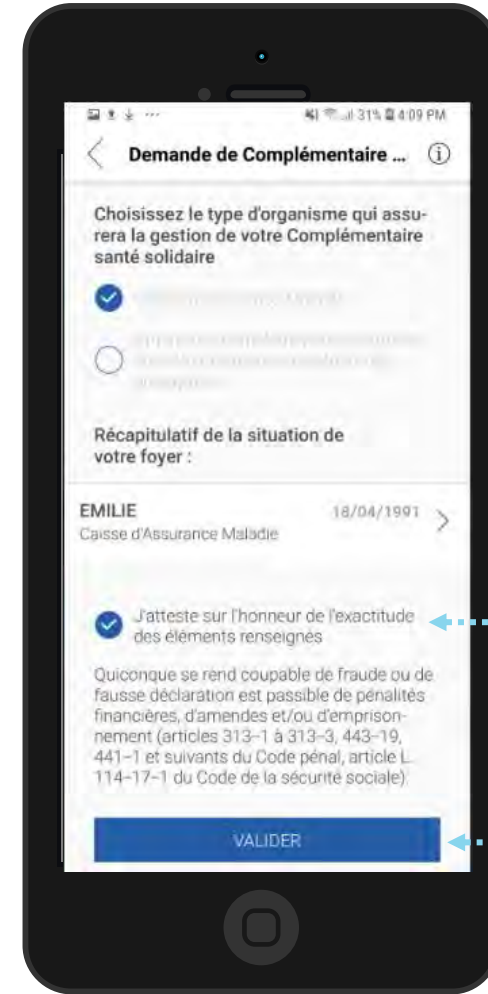 31% 4:09 PM
Demande de Complémentaire ...
Choisissez le type d'organisme qui assu-
rera la gestion de votre Complémentaire
santé solidaire
Récapitulatif de la situation de
votre foyer :
EMILIE 18/04/1991
Caisse d'Assurance Maladie
J'atteste sur l'honneur de l'exactitude
des éléments renseignés
Quiconque se rend coupable de fraude ou de
fausse déclaration est passible de pénalités
financières, d'amendes et/ou d'emprison-
nement (articles 313-1 à 313-3, 443-19,
441-1 et suivants du Code pénal, article L.
114-17-1 du Code de la sécurité sociale).
VALIDER